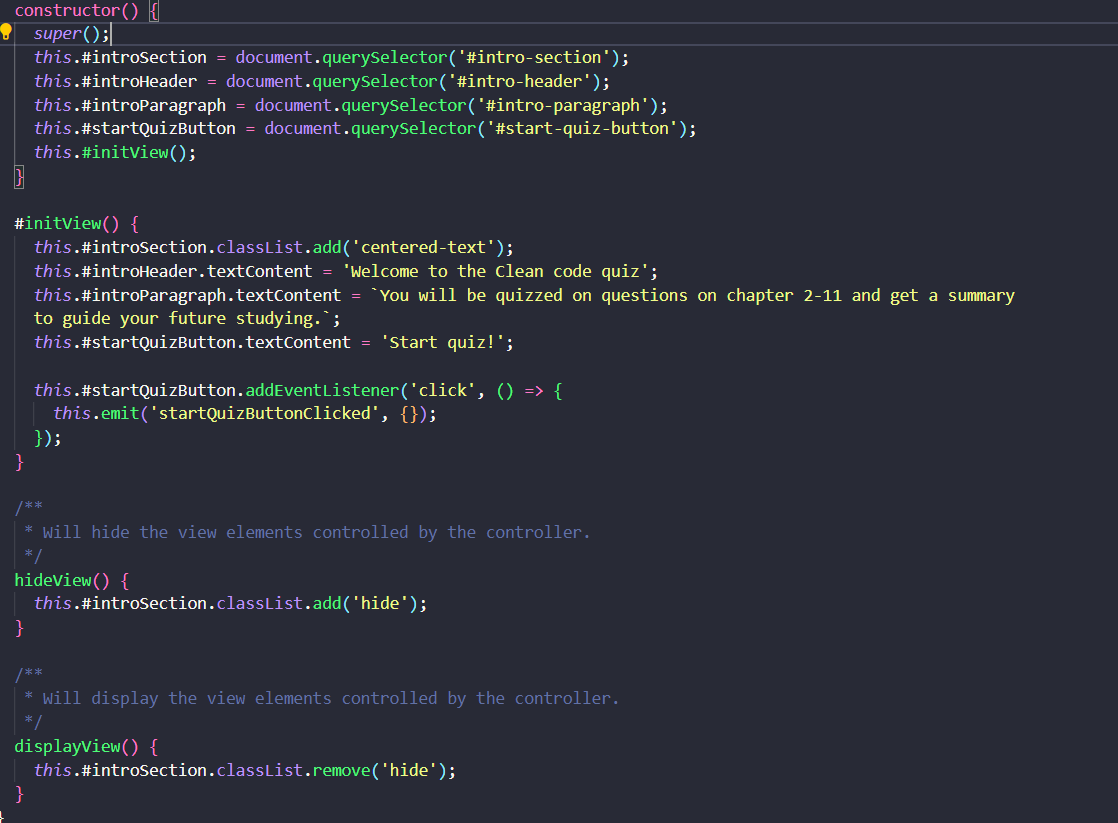 constructor() {
  super();
  this.#introSection = document.querySelector('#intro-section');
  this.#introHeader = document.querySelector('#intro-header');
  this.#introParagraph = document.querySelector('#intro-paragraph');
  this.#startQuizButton = document.querySelector('#start-quiz-button');
  this.#initView();
}

#initView() {
  this.#introSection.classList.add('centered-text');
  this.#introHeader.textContent = 'Welcome to the Clean code quiz';
  this.#introParagraph.textContent = `You will be quizzed on questions on chapter 2-11 and get a summary
  to guide your future studying.`;
  this.#startQuizButton.textContent = 'Start quiz!';

  this.#startQuizButton.addEventListener('click', () => {
    this.emit('startQuizButtonClicked', {});
  });
}

/**
 * Will hide the view elements controlled by the controller.
 */
hideView() {
  this.#introSection.classList.add('hide');
}

/**
 * Will display the view elements controlled by the controller.
 */
displayView() {
  this.#introSection.classList.remove('hide');
}
}